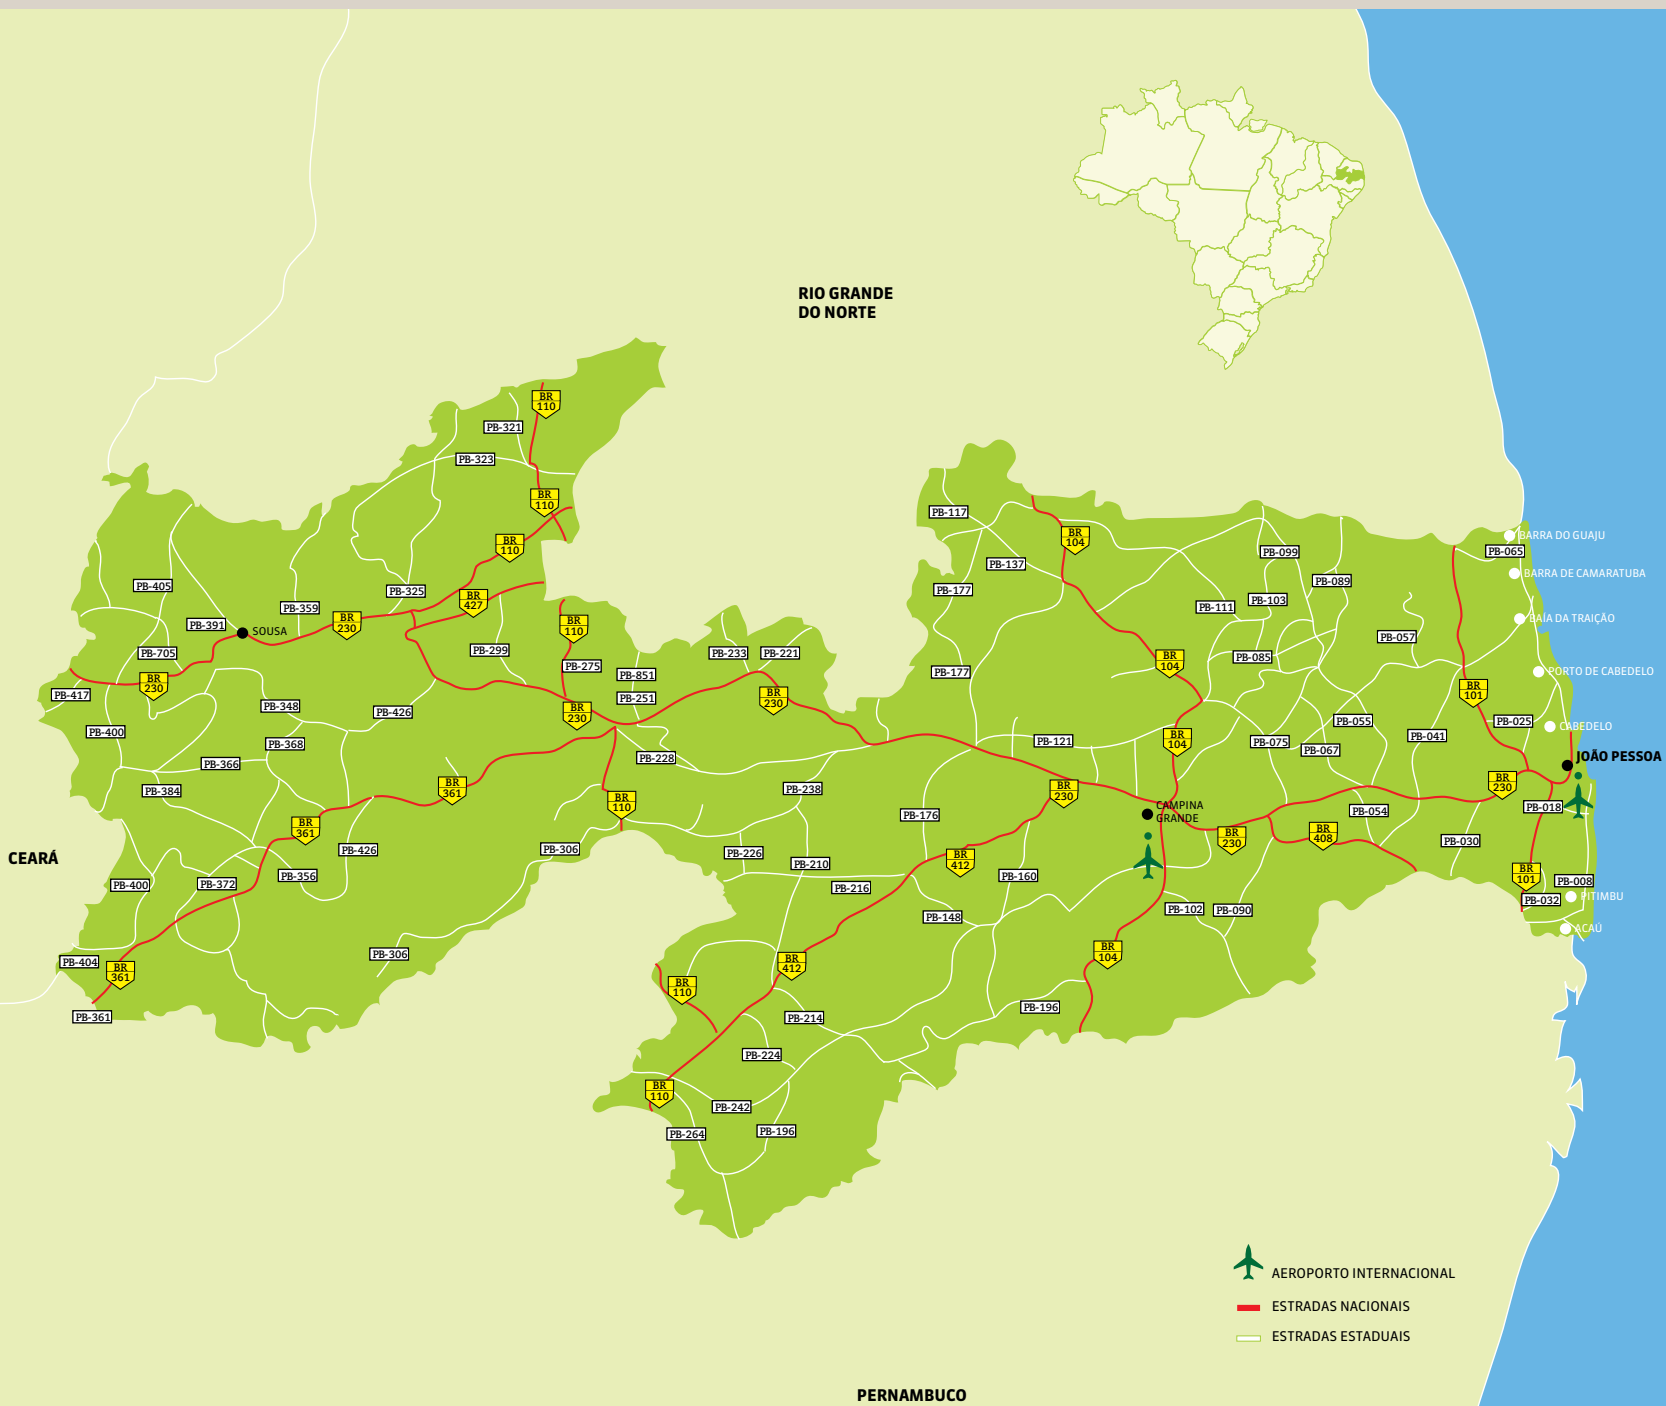 RIO GRANDE
DO NORTE
BR
110
PB-321
PB-323
BR
110
PB-117
BR
104
BARRA DO GUAJU
BR
110
PB-065
PB-099
PB-137
BARRA DE CAMARATUBA
PB-405
PB-089
PB-325
PB-177
BR
427
PB-103
PB-359
PB-111
BAÍA DA TRAIÇÃO
PB-391
BR
230
SOUSA
BR
110
PB-057
PB-705
PB-299
PB-233
PB-221
PB-085
BR
104
PB-275
PB-851
PB-177
PORTO DE CABEDELO
BR
230
PB-417
PB-251
BR
230
BR
101
PB-348
PB-426
BR
230
PB-055
PB-025
CABEDELO
PB-400
PB-368
PB-121
BR
104
PB-075
PB-067
PB-041
PB-366
PB-228
JOÃO PESSOA
PB-384
BR
361
PB-238
BR
230
BR
230
BR
110
CAMPINA
GRANDE
PB-018
PB-054
PB-176
BR
361
BR
230
BR
408
PB-030
CEARÁ
PB-426
PB-306
PB-226
PB-210
BR
412
PB-400
PB-372
PB-356
PB-216
PB-160
BR
101
PB-008
PB-032
PITIMBU
PB-148
PB-102
PB-090
ACAÚ
PB-306
BR
104
PB-404
BR
361
BR
412
BR
110
PB-361
PB-214
PB-196
PB-224
BR
110
PB-242
PB-264
PB-196
AEROPORTO INTERNACIONAL
ESTRADAS NACIONAIS
ESTRADAS ESTADUAIS
PERNAMBUCO